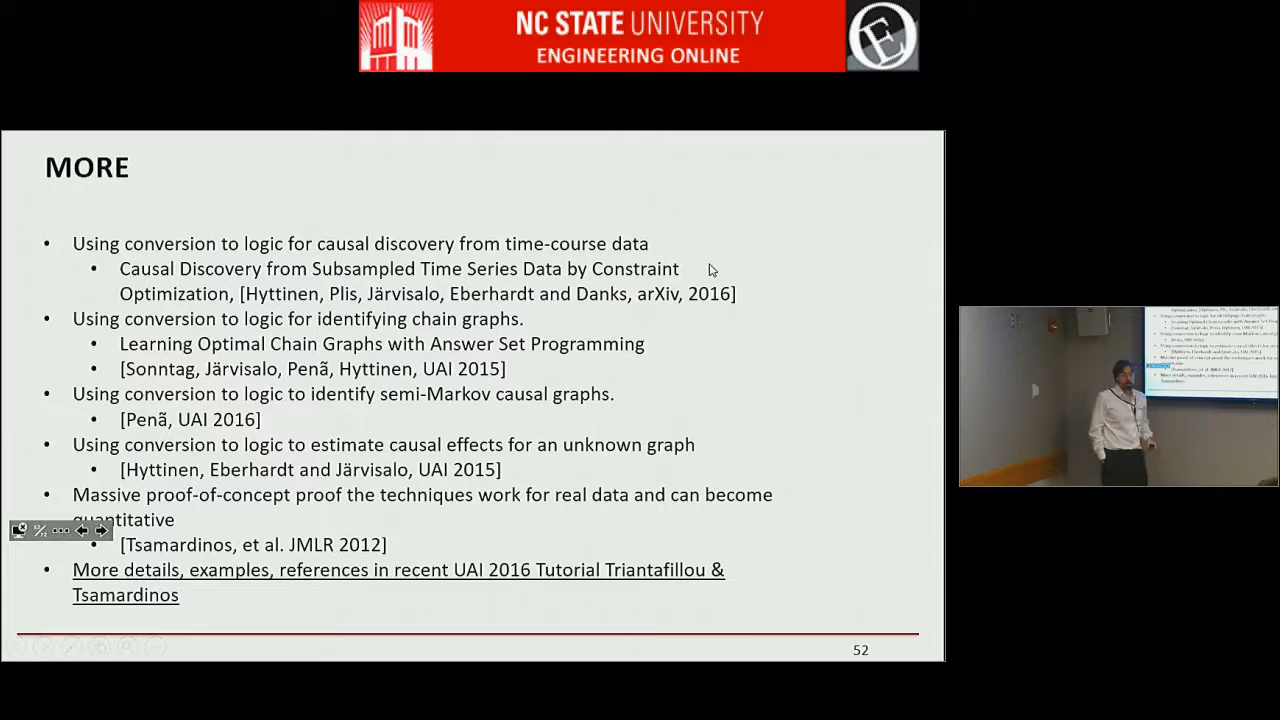 NC STATE UNIVERSITY
ENGINEERING ONLINE
MORE
• Using conversion to logic for causal discovery from time-course data
• Causal Discovery from Subsampled Time Series Data by Constraint
Optimization, [Hyttinen, Plis, Järvisalo, Eberhardt and Danks, arXiv, 2016]
• Using conversion to logic for identifying chain graphs.
• Learning Optimal Chain Graphs with Answer Set Programming
• [Sonntag, Järvisalo, Penã, Hyttinen, UAI 2015]
• Using conversion to logic to identify semi-Markov causal graphs.
• [Penã, UAI 2016]
• Using conversion to logic to estimate causal effects for an unknown graph
• [Hyttinen, Eberhardt and Järvisalo, UAI 2015]
• Massive proof-of-concept proof the techniques work for real data and can become
quantitative
• [Tsamardinos, et al. JMLR 2012]
• More details, examples, references in recent UAI 2016 Tutorial Triantafillou &
Tsamardinos
52